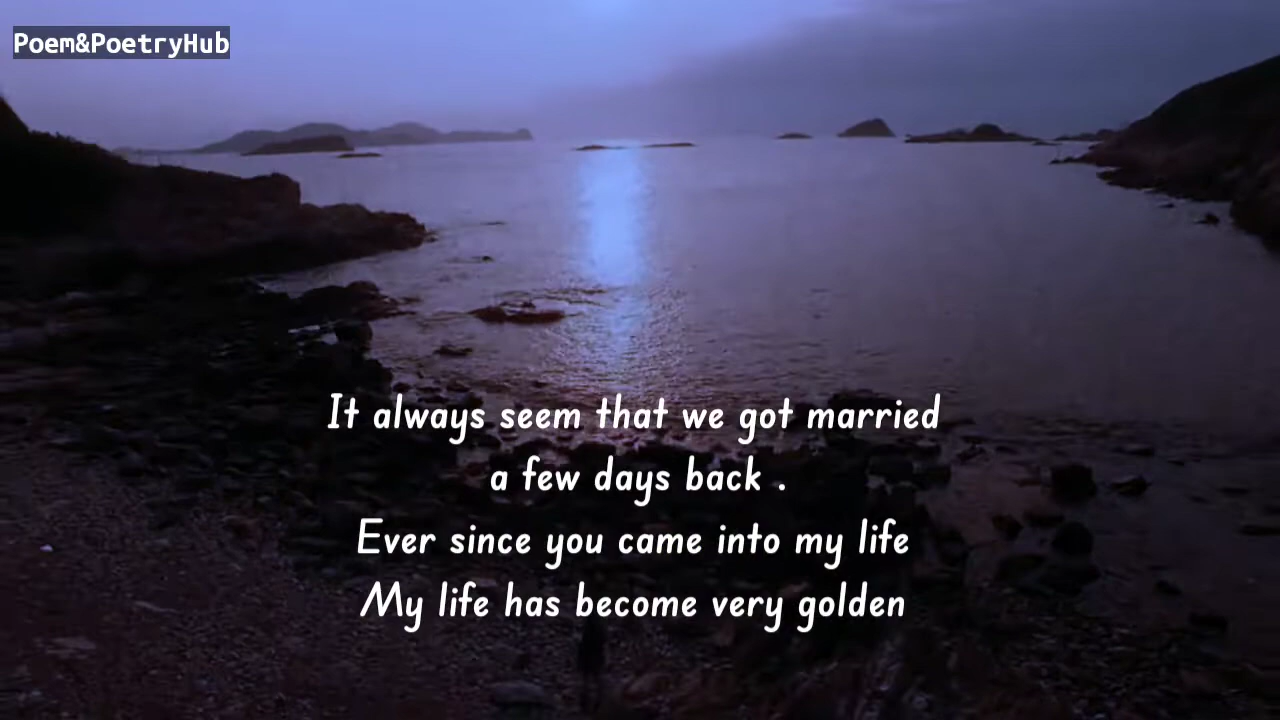 Poem&PoetryHub
It always seem that we got married
a few days back .
Ever since you came into my life
My life has become very golden